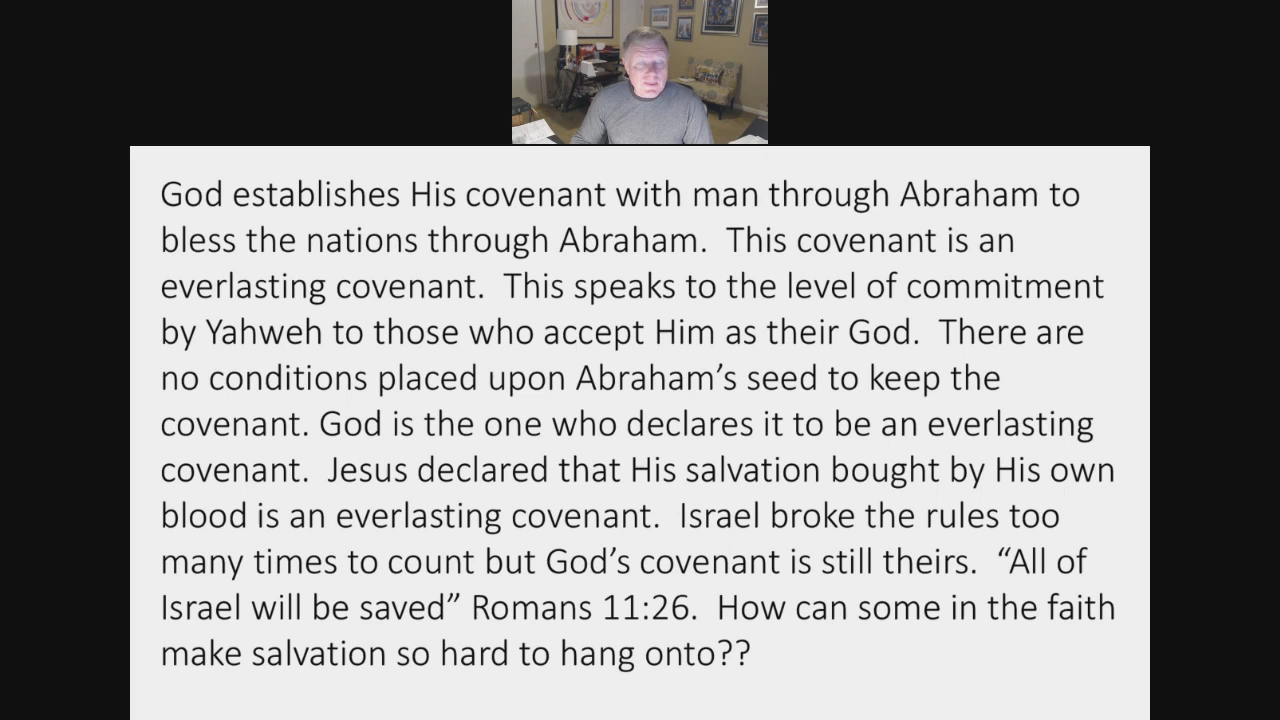 God establishes His covenant with man through Abraham to
bless the nations through Abraham.  This covenant is an
everlasting covenant.  This speaks to the level of commitment
by Yahweh to those who accept Him as their God.  There are
no conditions placed upon Abraham’s seed to keep the
covenant. God is the one who declares it to be an everlasting
covenant.  Jesus declared that His salvation bought by His own
blood is an everlasting covenant.  Israel broke the rules too
many times to count but God’s covenant is still theirs.  “All of
Israel will be saved” Romans 11:26.  How can some in the faith
make salvation so hard to hang onto??